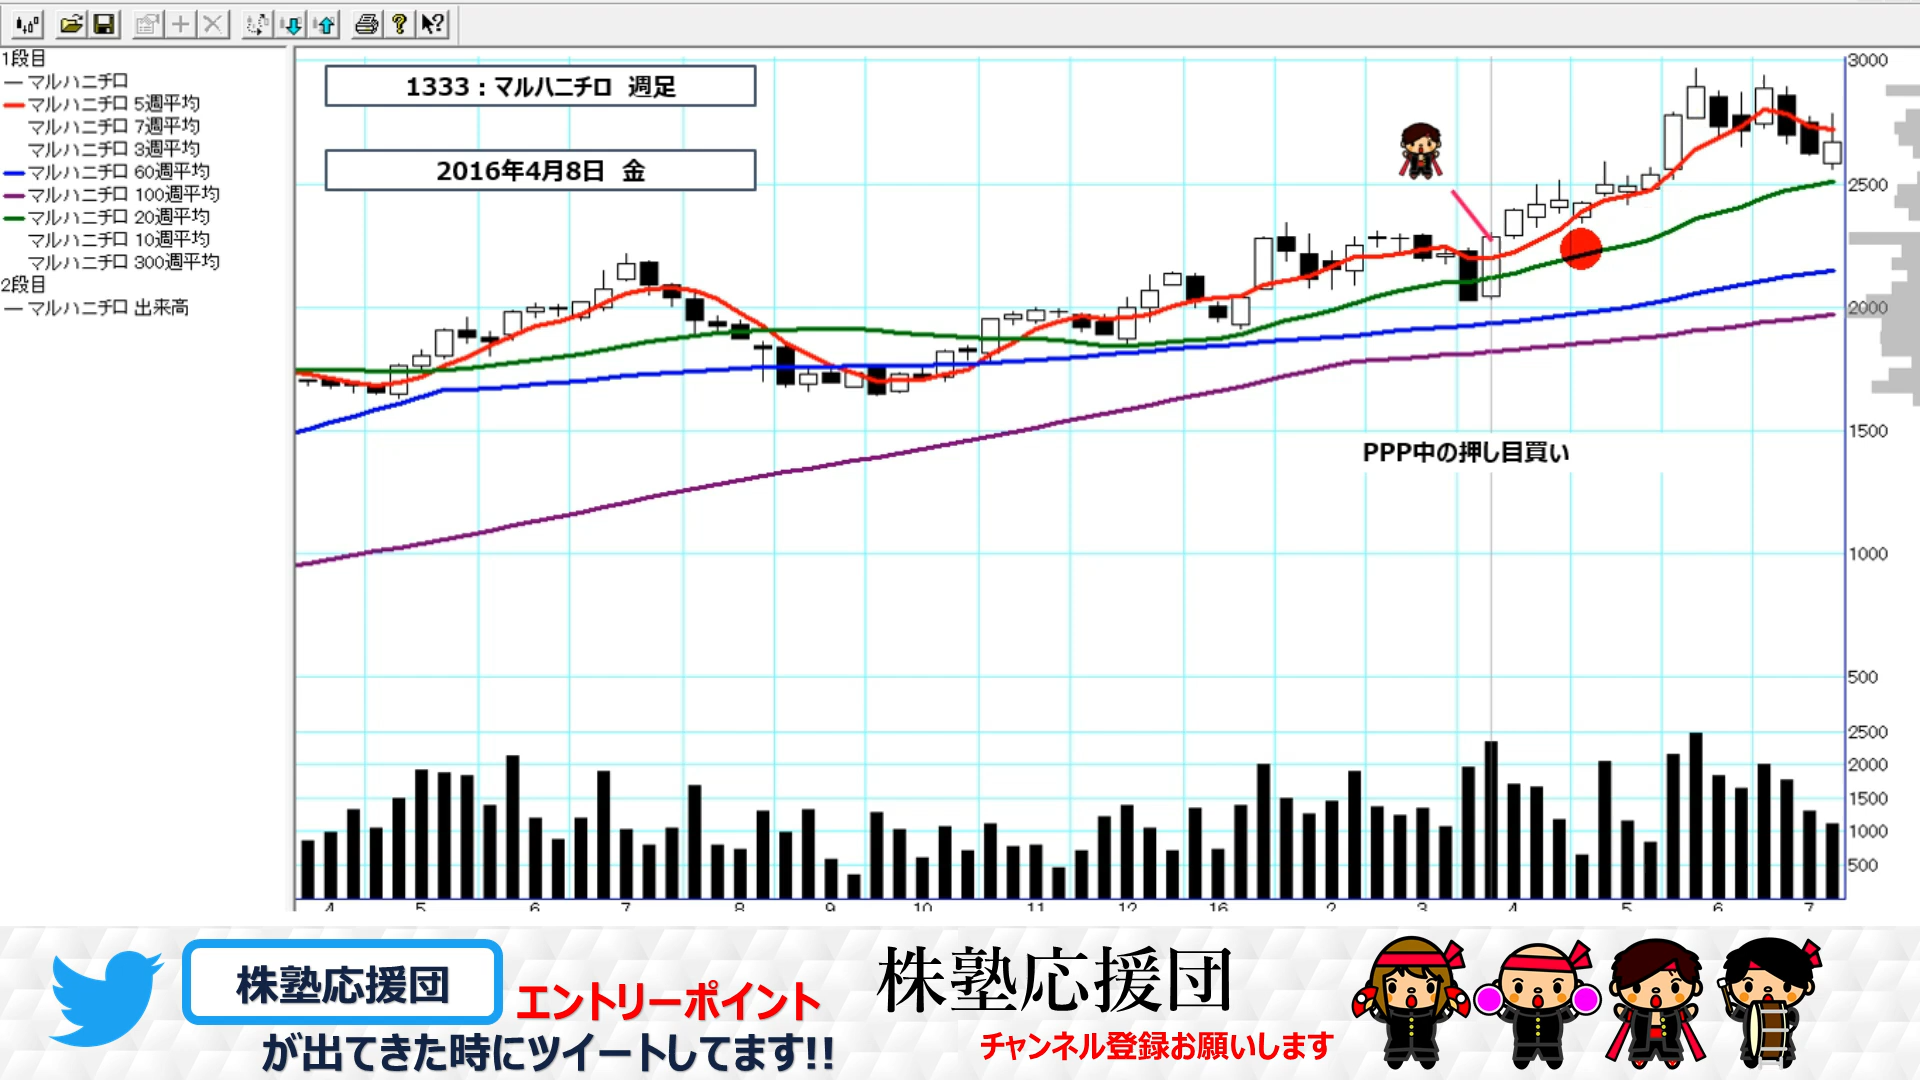 1段目
マルハニチロ
マルハニチロ 5週平均
マルハニチロ 7週平均
マルハニチロ 3週平均
マルハニチロ 60週平均
マルハニチロ 100週平均
マルハニチロ 20週平均
マルハニチロ 10週平均
マルハニチロ 300週平均
2段目
マルハニチロ 出来高
1333：マルハニチロ 週足
2016年4月8日 金
3000
2500
2000
1500
PPP中の押し目買い
1000
500
2500
2000
1500
1000
500
4 5 6 7 8 9 10 11 12 16 2 3 4 5 6 7
株塾応援団
エントリーポイント
が出てきた時にツイートしてます!!
株塾応援団
チャンネル登録お願いします